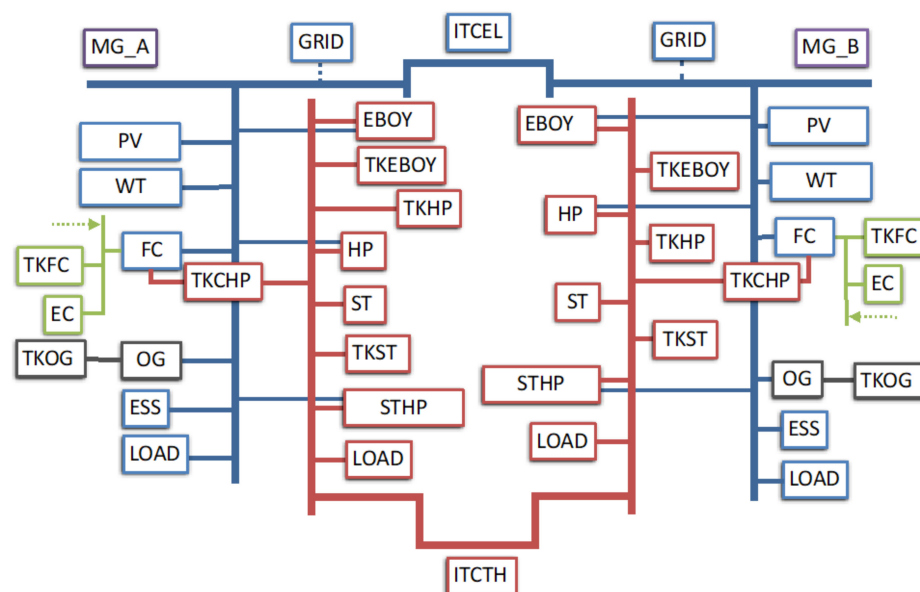 MG_A
GRID
ITCEL
GRID
MG_B
PV
WT
FC
TKFC
TKCHP
EC
TKOG
OG
ESS
LOAD
EBOY
TKEBOY
TKHP
HP
ST
TKST
STHP
LOAD
EBOY
TKEBOY
HP
TKHP
ST
TKST
STHP
LOAD
PV
WT
FC
TKFC
TKCHP
EC
OG
TKOG
ESS
LOAD
ITCTH